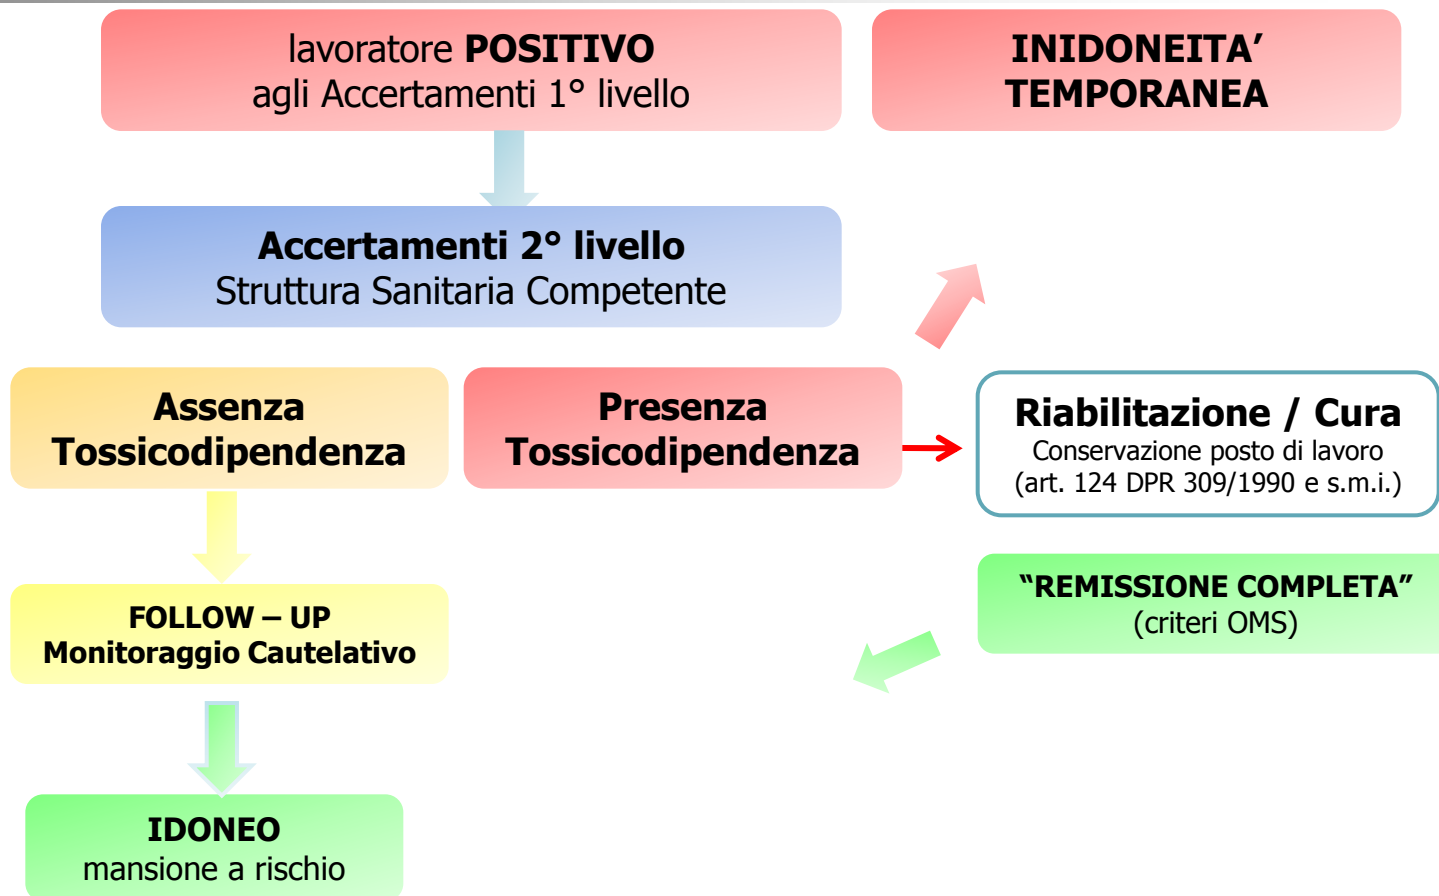 lavoratore POSITIVO
agli Accertamenti 1° livello
INIDONEITA’
TEMPORANEA
Accertamenti 2° livello
Struttura Sanitaria Competente
Assenza
Tossicodipendenza
Presenza
Tossicodipendenza
Riabilitazione / Cura
Conservazione posto di lavoro
(art. 124 DPR 309/1990 e s.m.i.)
“REMISSIONE COMPLETA”
(criteri OMS)
FOLLOW – UP
Monitoraggio Cautelativo
IDONEO
mansione a rischio